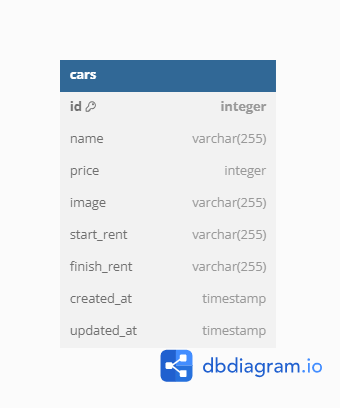 cars
id integer
name varchar(255)
price integer
image varchar(255)
start_rent varchar(255)
finish_rent varchar(255)
created_at timestamp
updated_at timestamp
dbdiagram.io